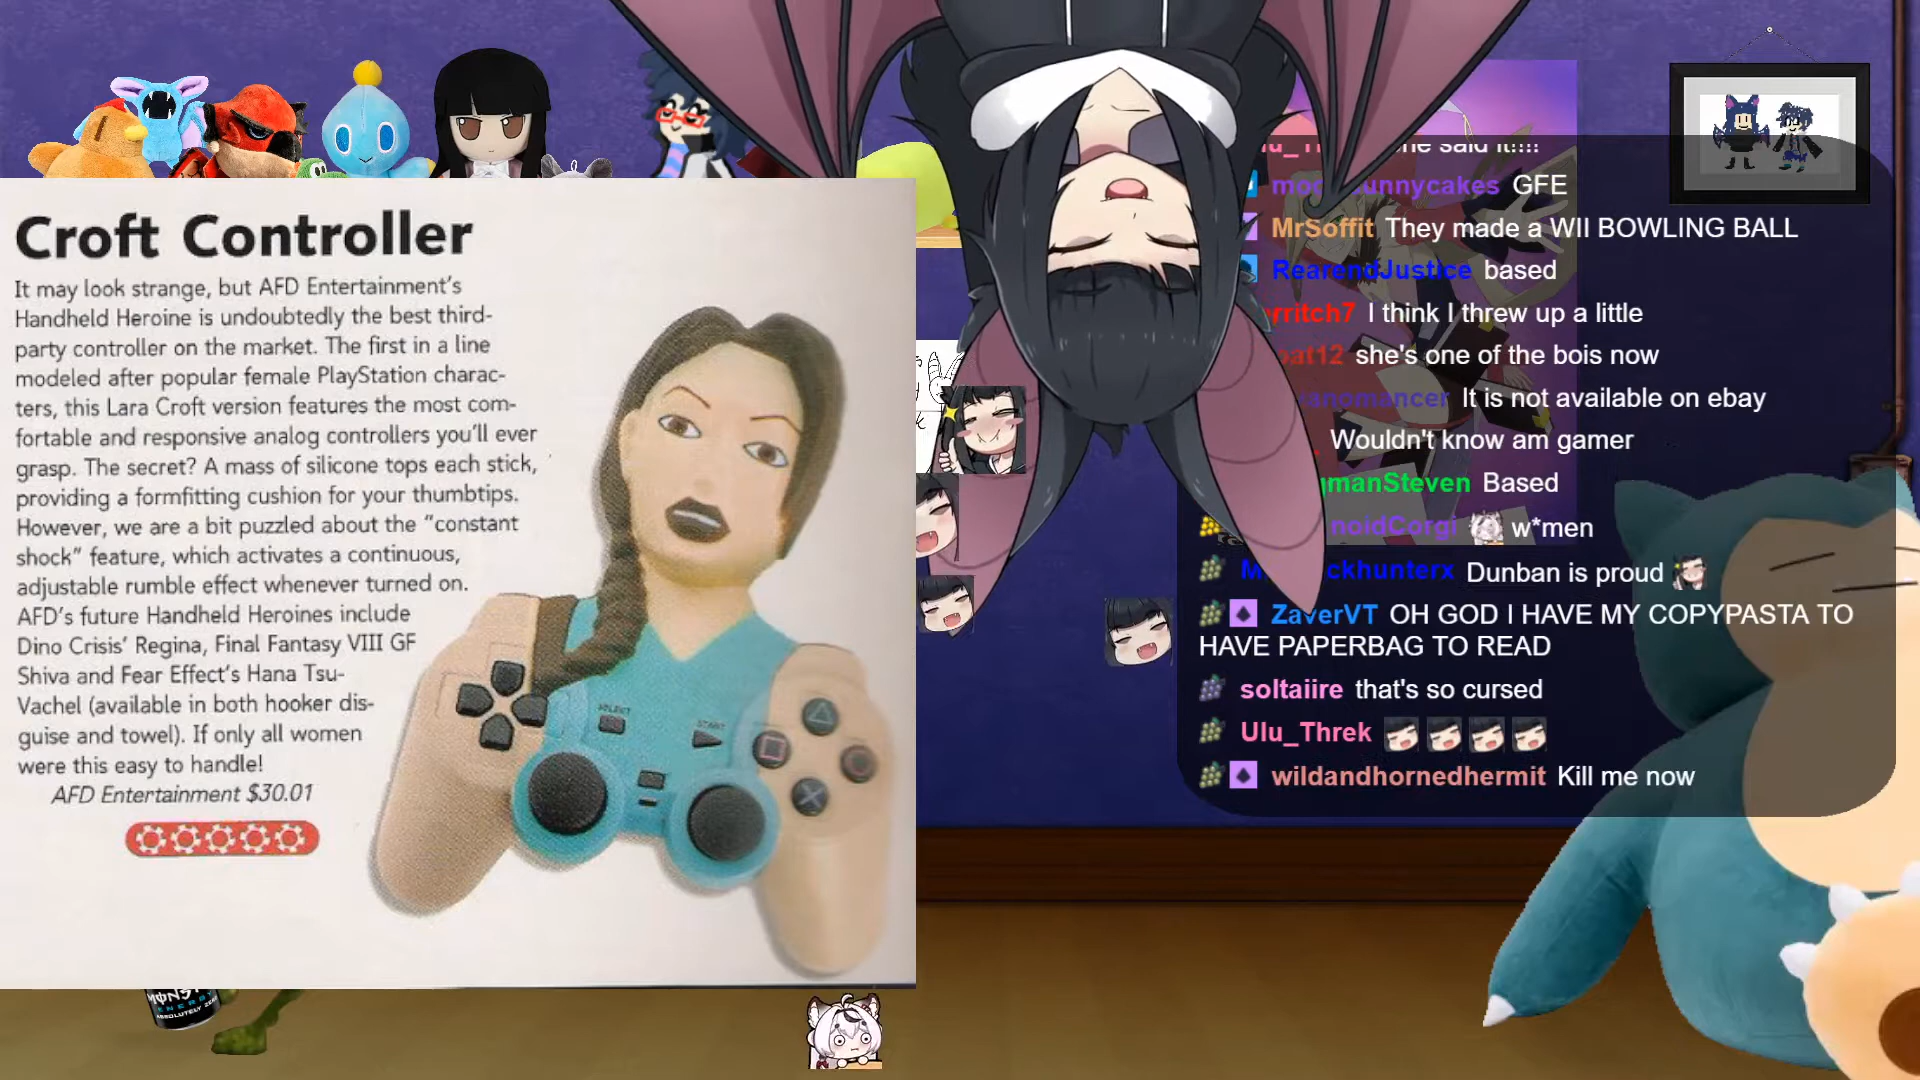 Croft Controller
It may look strange, but AFD Entertainment's
Handheld Heroine is undoubtedly the best third-
party controller on the market. The first in a line
modeled after popular female PlayStation charac-
ters, this Lara Croft version features the most com-
fortable and responsive analog controllers you'll ever
grasp. The secret? A mass of silicone tops each stick,
providing a formfitting cushion for your thumbtips.
However, we are a bit puzzled about the "constant
shock" feature, which activates a continuous,
adjustable rumble effect whenever turned on.
AFD's future Handheld Heroines include
Dino Crisis' Regina, Final Fantasy VIII GF
Shiva and Fear Effect's Hana Tsu-
Vachel (available in both hooker dis-
guise and towel). If only all women
were this easy to handle!
AFD Entertainment $30.01
SELECT
START
said it!!!!
GFE
MrSoffit They made a WII BOWLING BALL
RearendJustice based
I think I threw up a little
she's one of the bois now
It is not available on ebay
Wouldn't know am gamer
Based
w*men
Dunban is proud
ZaverVT OH GOD I HAVE MY COPYPASTA TO
HAVE PAPERBAG TO READ
soltaiire that's so cursed
Ulu_Threk
wildandhornedhermit Kill me now
MONSTER
ENERGY
ABSOLUTELY ZERO